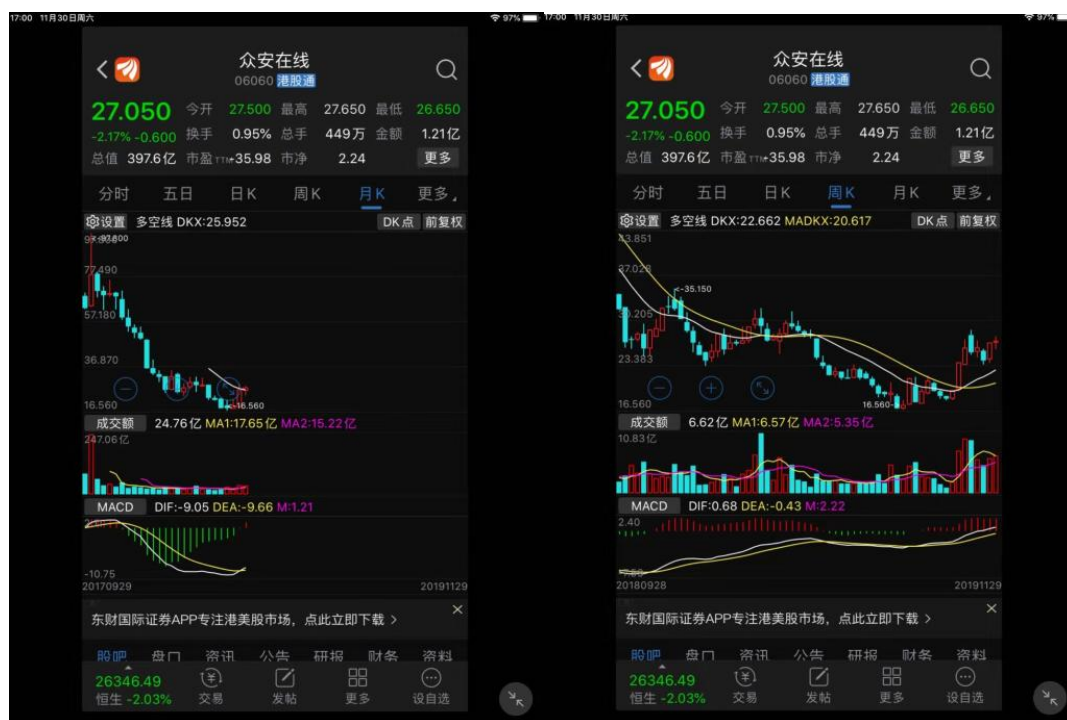 17:00 11月30日周六
97%
众安在线
06060 港股通
27.050 今开 27.500 最高 27.650 最低 26.650
-2.17% -0.600 换手 0.95% 总手 449万 金额 1.21亿
总值 397.6亿 市盈TTM-35.98 市净 2.24 更多
分时 五日 日K 周K 月K 更多
设置 多空线 DKX:25.952 DK点 前复权
<-97.800
77.490
57.180
36.870
16.560
16.560
成交额 24.76亿 MA1:17.65亿 MA2:15.22亿
247.06亿
MACD DIF:-9.05 DEA:-9.66 M:1.21
-10.75
20170929 20191129
东财国际证券APP专注港美股市场，点此立即下载 >
×
股吧 盘口 资讯 公告 研报 财务 资料
26346.49
恒生 -2.03% 交易 发帖 更多 设自选
17:00 11月30日周六
97%
众安在线
06060 港股通
27.050 今开 27.500 最高 27.650 最低 26.650
-2.17% -0.600 换手 0.95% 总手 449万 金额 1.21亿
总值 397.6亿 市盈TTM-35.98 市净 2.24 更多
分时 五日 日K 周K 月K 更多
设置 多空线 DKX:22.662 MADKX:20.617 DK点 前复权
43.851
37.028
<-35.150
30.205
23.383
16.560
16.560
成交额 6.62亿 MA1:6.57亿 MA2:5.35亿
10.83亿
MACD DIF:0.68 DEA:-0.43 M:2.22
2.40
20180928 20191129
东财国际证券APP专注港美股市场，点此立即下载 >
×
股吧 盘口 资讯 公告 研报 财务 资料
26346.49
恒生 -2.03% 交易 发帖 更多 设自选